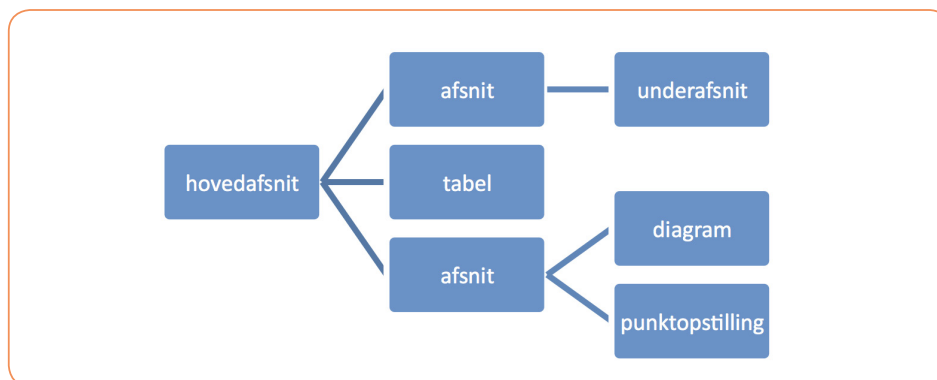 afsnit
underafsnit
hovedafsnit
tabel
diagram
afsnit
punktopstilling